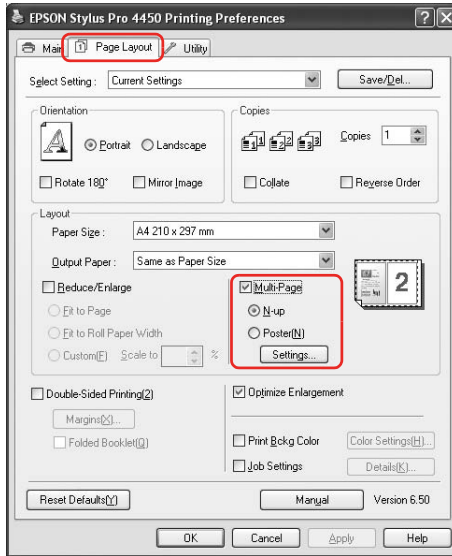 EPSON Stylus Pro 4450 Printing Preferences
Main Page Layout Utility
Select Setting : Current Settings Save/Del...
Orientation Copies
A Portrait Landscape Copies 1
Rotate 180° Mirror Image Collate Reverse Order
Layout
Paper Size : A4 210 x 297 mm
Output Paper : Same as Paper Size
Reduce/Enlarge Multi-Page 2
Fit to Page N-up
Fit to Roll Paper Width Poster(N)
Custom(F) Scale to % Settings...
Double-Sided Printing(2) Optimize Enlargement
Margins(X)...
Folded Booklet(Q) Print Bckg Color Color Settings(H)...
Job Settings Details(K)...
Reset Defaults(Y) Manual Version 6.50
OK Cancel Apply Help